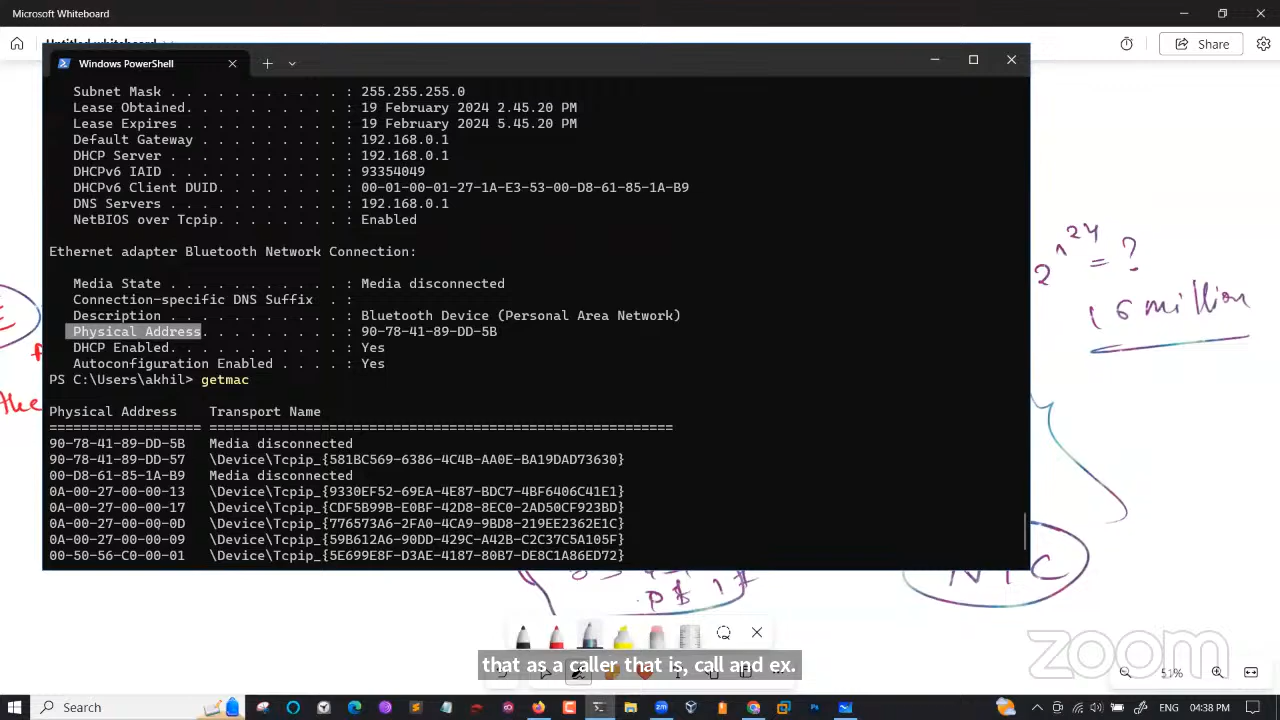 Microsoft Whiteboard
Untitled whiteboard
Share
Windows PowerShell
Subnet Mask . . . . . . . . . . . : 255.255.255.0
Lease Obtained. . . . . . . . . . : 19 February 2024 2.45.20 PM
Lease Expires . . . . . . . . . . : 19 February 2024 5.45.20 PM
Default Gateway . . . . . . . . . : 192.168.0.1
DHCP Server . . . . . . . . . . . : 192.168.0.1
DHCPv6 IAID . . . . . . . . . . . : 93354049
DHCPv6 Client DUID. . . . . . . . : 00-01-00-01-27-1A-E3-53-00-D8-61-85-1A-B9
DNS Servers . . . . . . . . . . . : 192.168.0.1
NetBIOS over Tcpip. . . . . . . . : Enabled
Ethernet adapter Bluetooth Network Connection:
Media State . . . . . . . . . . . : Media disconnected
Connection-specific DNS Suffix  . :
Description . . . . . . . . . . . : Bluetooth Device (Personal Area Network)
Physical Address. . . . . . . . . : 90-78-41-89-DD-5B
DHCP Enabled. . . . . . . . . . . : Yes
Autoconfiguration Enabled . . . . : Yes
PS C:\Users\akhil> getmac
Physical Address    Transport Name
=================== ==========================================================
90-78-41-89-DD-5B   Media disconnected
90-78-41-89-DD-57   \Device\Tcpip_{581BC569-6386-4C4B-AA0E-BA19DAD73630}
00-D8-61-85-1A-B9   Media disconnected
0A-00-27-00-00-13   \Device\Tcpip_{9330EF52-69EA-4E87-BDC7-4BF6406C41E1}
0A-00-27-00-00-17   \Device\Tcpip_{CDF5B99B-E0BF-42D8-8EC0-2AD50CF923BD}
0A-00-27-00-00-0D   \Device\Tcpip_{776573A6-2FA0-4CA9-9BD8-219EE2362E1C}
0A-00-27-00-00-09   \Device\Tcpip_{59B612A6-90DD-429C-A42B-C2C37C5A105F}
00-50-56-C0-00-01   \Device\Tcpip_{5E699E8F-D3AE-4187-80B7-DE8C1A86ED72}
2^24 = ?
16 million
the
NIC
zoom
that as a caller that is, call and ex.
51%
Search
ENG
04:38 PM